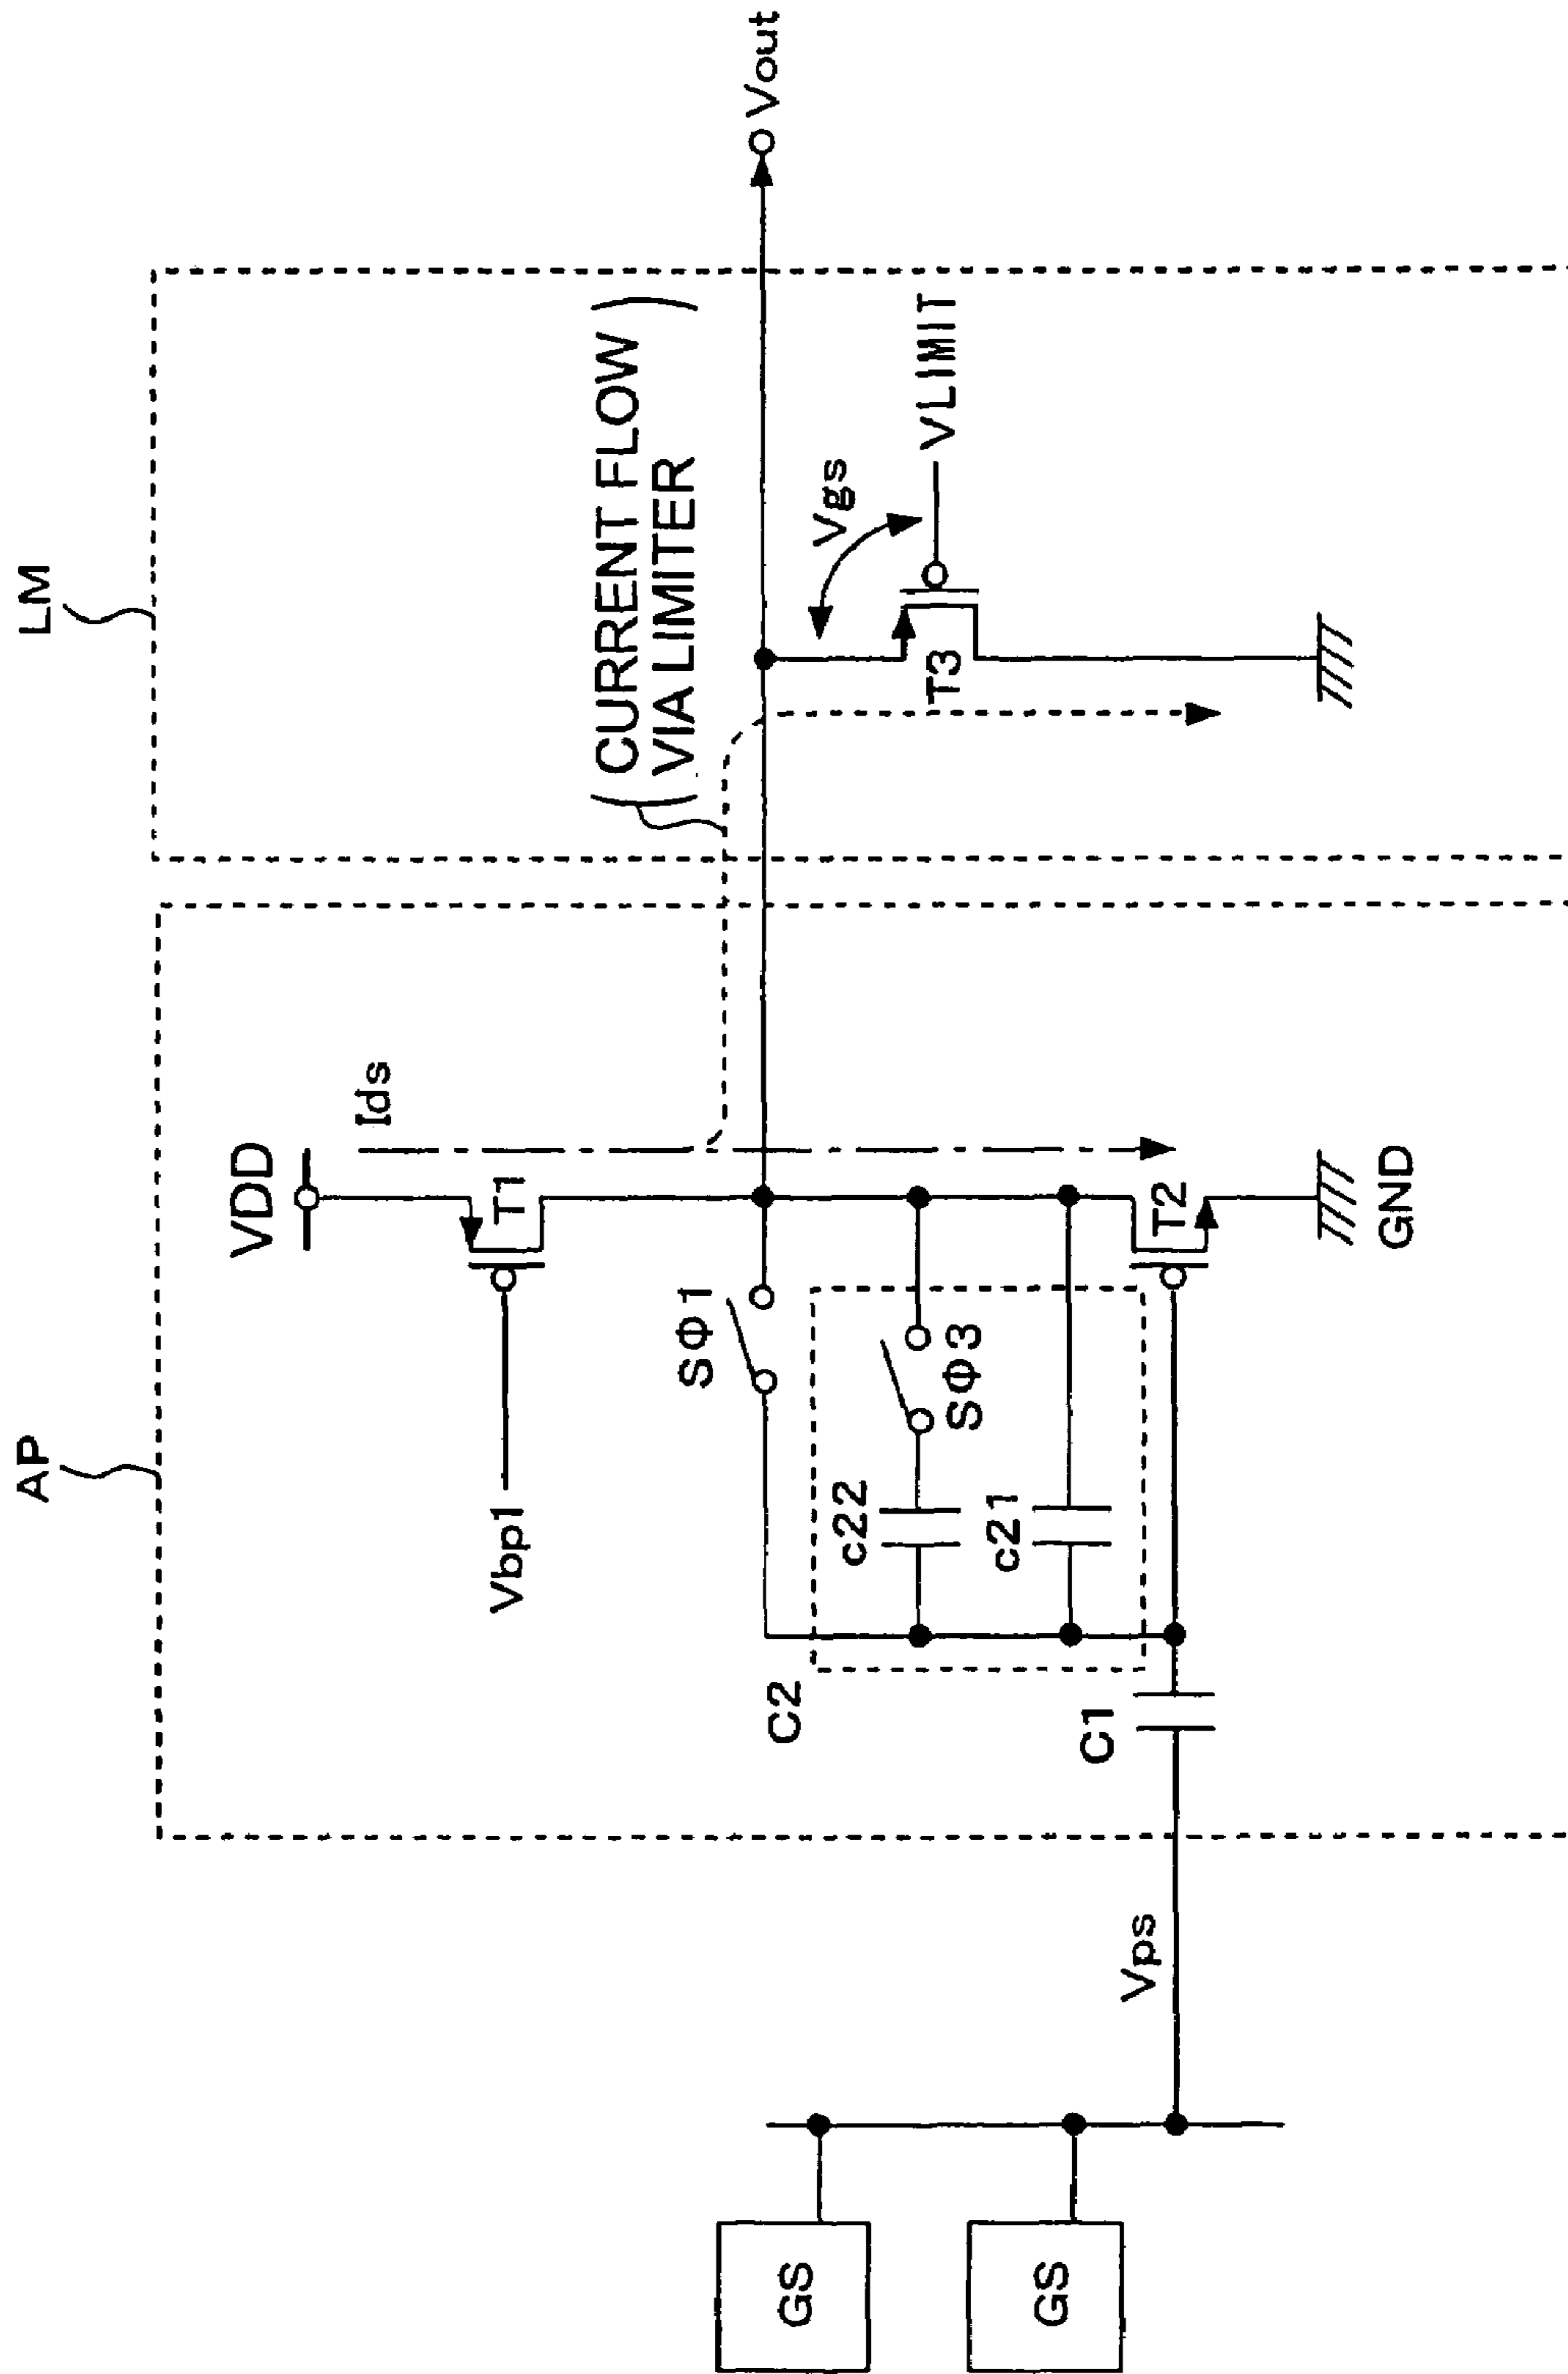 AP
LM
VDD
Ids
Vbp1
T1
(CURRENT FLOW
VIA LIMITER)
Vout
SΦ1
C2
c22
SΦ3
c21
Vgs
VLIMIT
T3
C1
T2
GND
Vps
GS
GS